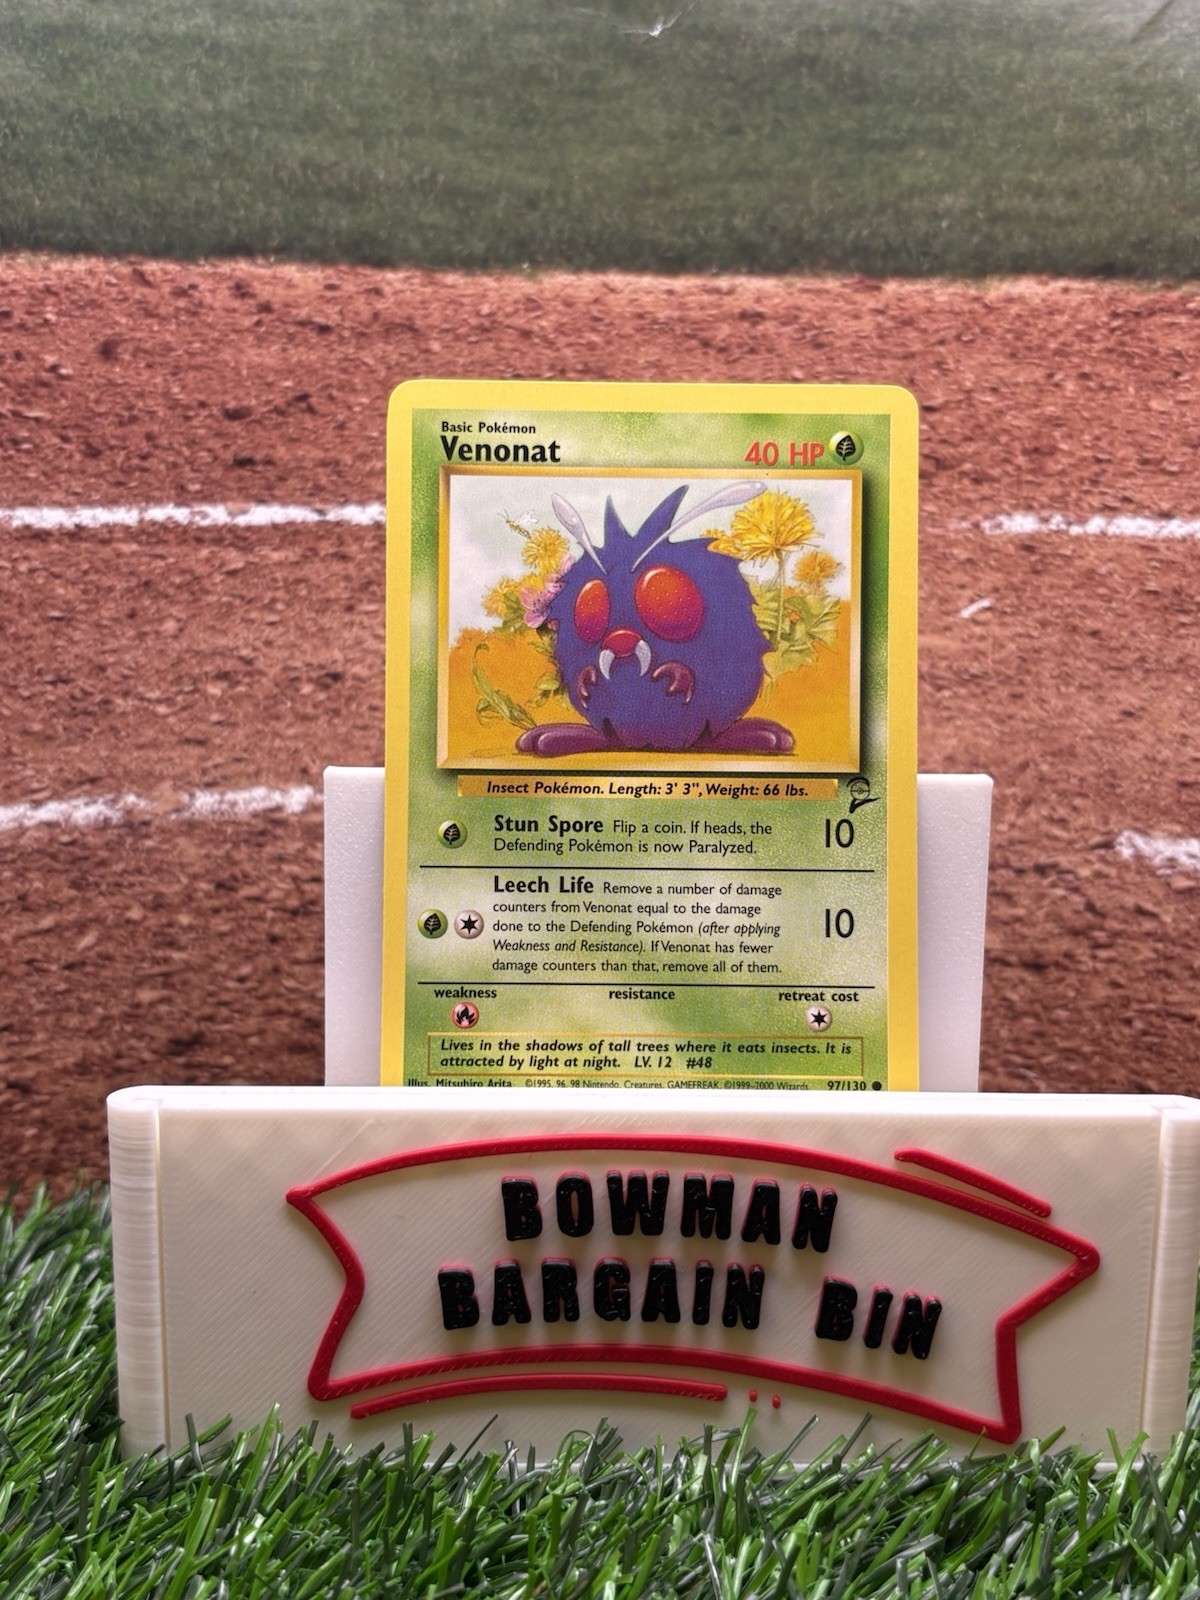 Basic Pokémon
Venonat
40 HP
Insect Pokémon. Length: 3' 3", Weight: 66 lbs.
Stun Spore Flip a coin. If heads, the
Defending Pokémon is now Paralyzed.
10
Leech Life Remove a number of damage
counters from Venonat equal to the damage
done to the Defending Pokémon (after applying
Weakness and Resistance). If Venonat has fewer
damage counters than that, remove all of them.
10
weakness resistance retreat cost
Lives in the shadows of tall trees where it eats insects. It is
attracted by light at night. LV. 12 #48
Illus. Mitsuhiro Arita ©1995, 96, 98 Nintendo, Creatures, GAMEFREAK. ©1999-2000 Wizards. 97/130
BOWMAN
BARGAIN BIN